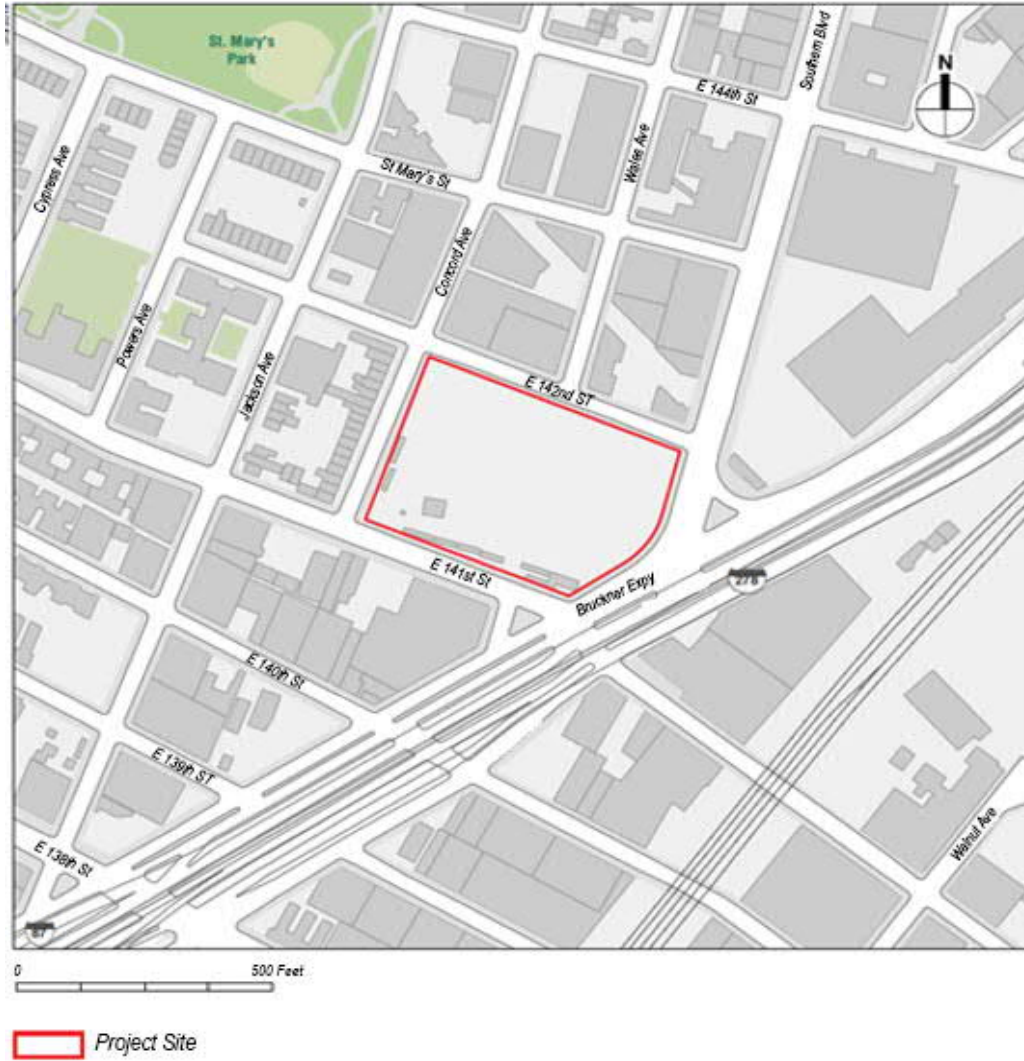 St. Mary's
Park
Southern Blvd
N
E 144th St
Wales Ave
Cypress Ave
St Mary's St
Concord Ave
Powers Ave
Jackson Ave
E 142nd ST
E 141st St
Bruckner Expy
278
E 140th St
E 139th ST
E 138th St
Walnut Ave
87
0
500 Feet
Project Site